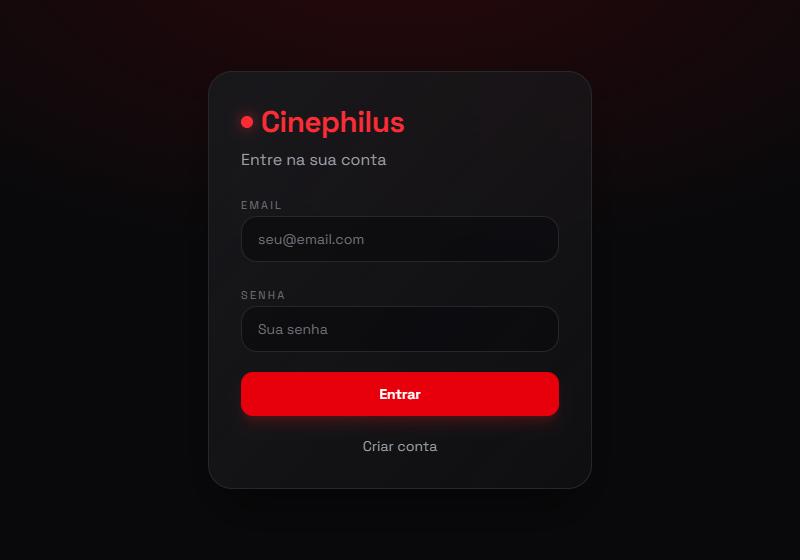 Cinephilus
Entre na sua conta
EMAIL
seu@email.com
SENHA
Sua senha
Entrar
Criar conta